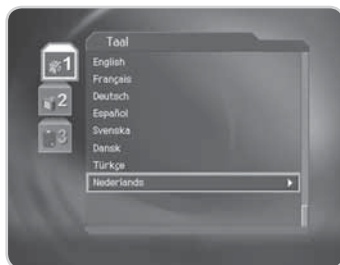 Taal
1
English
Français
2
Deutsch
Español
3
Svenska
Dansk
Türkçe
Nederlands